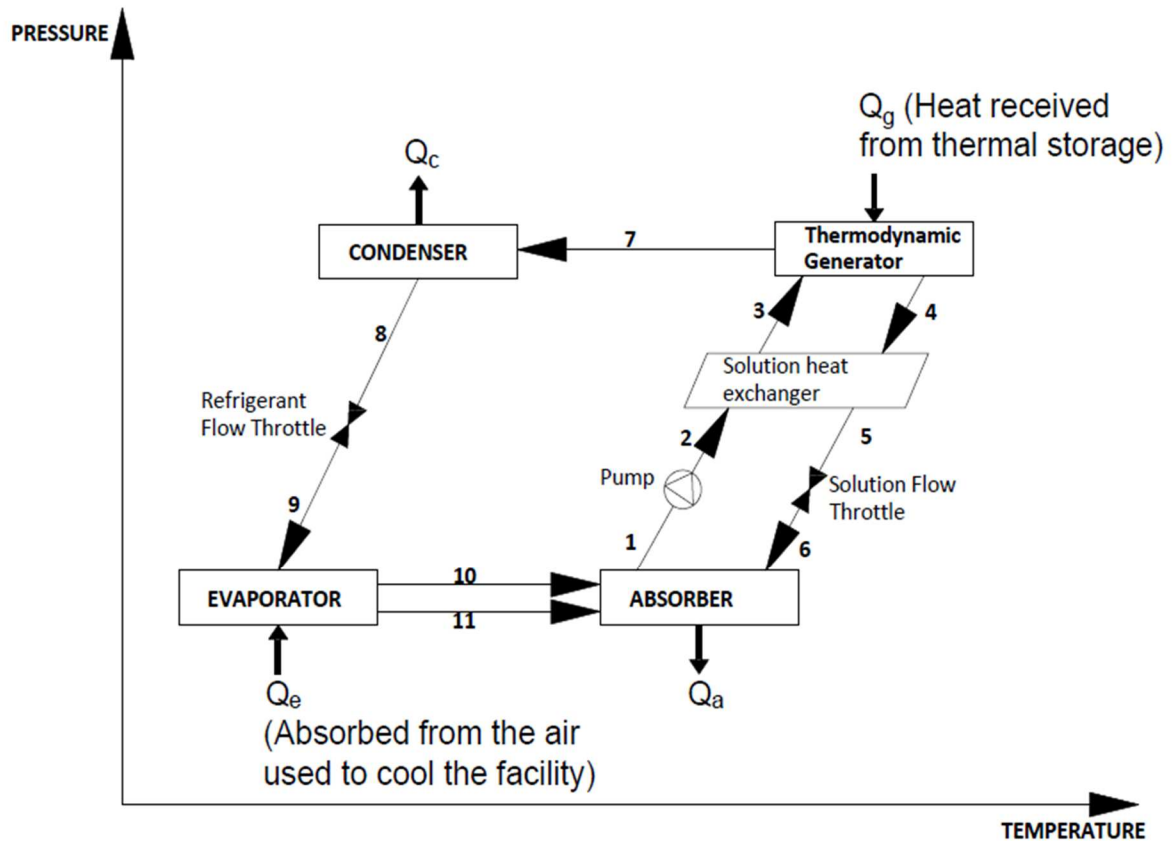 PRESSURE
Qg (Heat received
from thermal storage)
Qc
CONDENSER
7
Thermodynamic
Generator
8
3
4
Solution heat
exchanger
Refrigerant
Flow Throttle
2
5
Pump
Solution Flow
Throttle
9
1
6
EVAPORATOR
10
11
ABSORBER
Qe
(Absorbed from the air
used to cool the facility)
Qa
TEMPERATURE